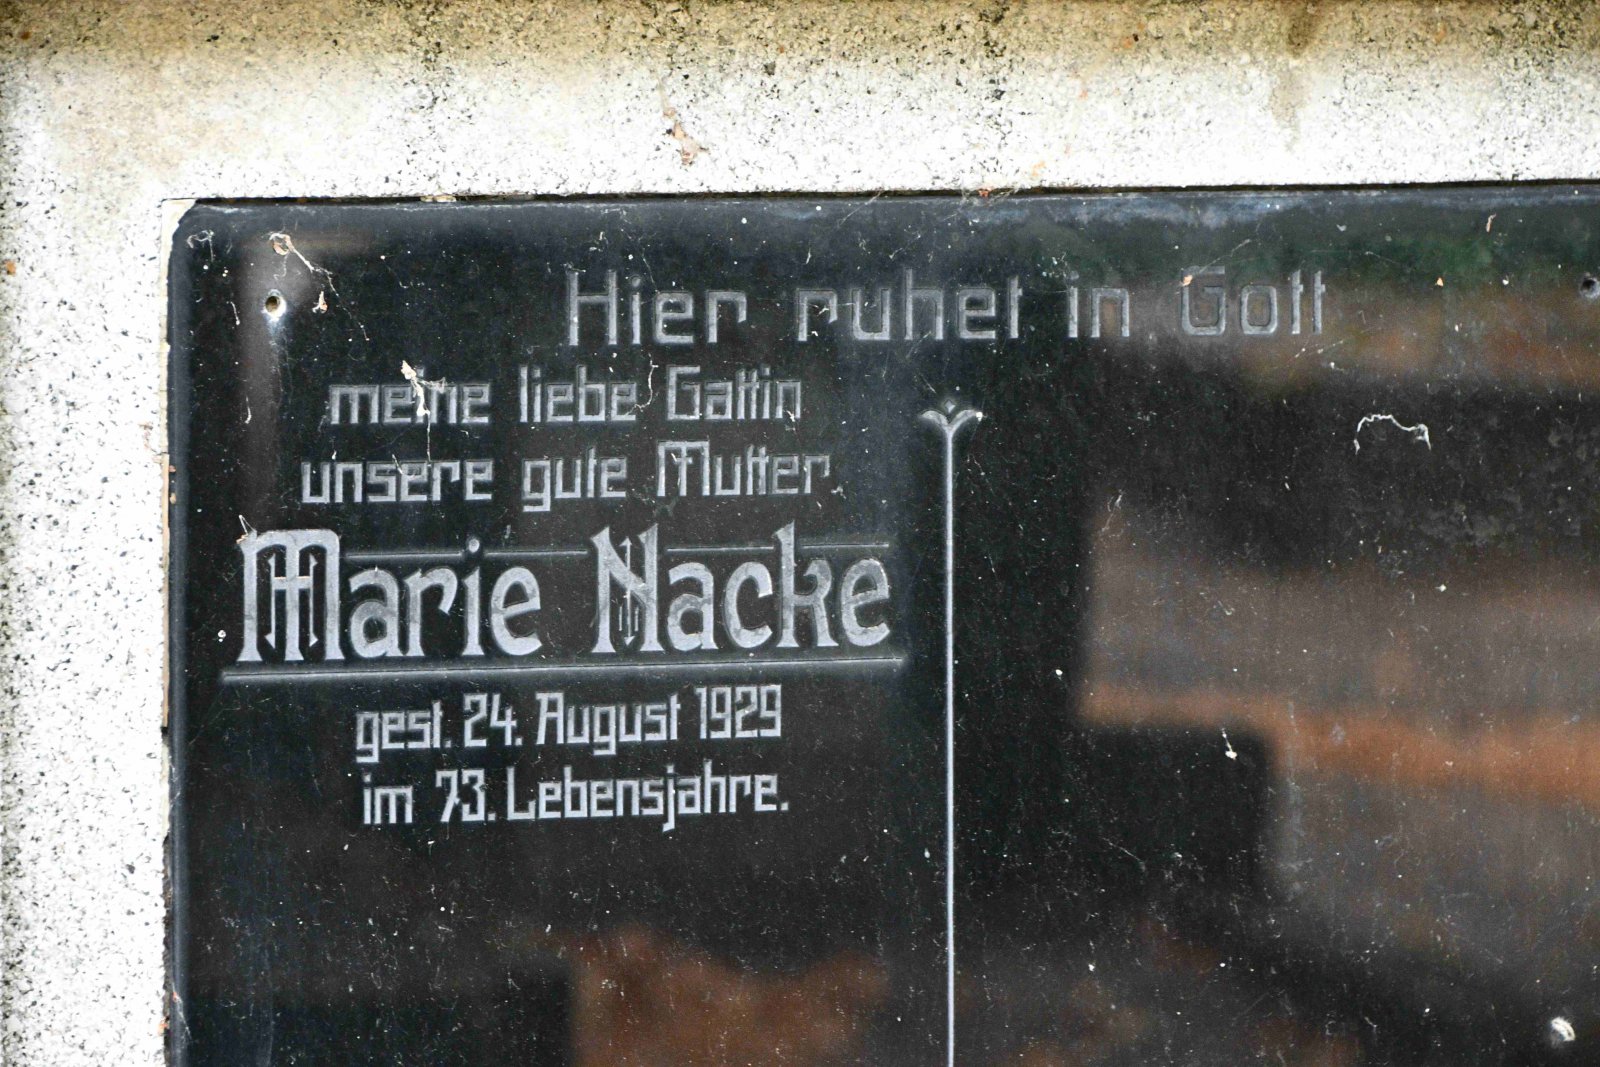 Hier ruhet in Gott
meine liebe Gattin
unsere gute Mutter
Marie Nacke
gest. 24. August 1929
im 73. Lebensjahre.